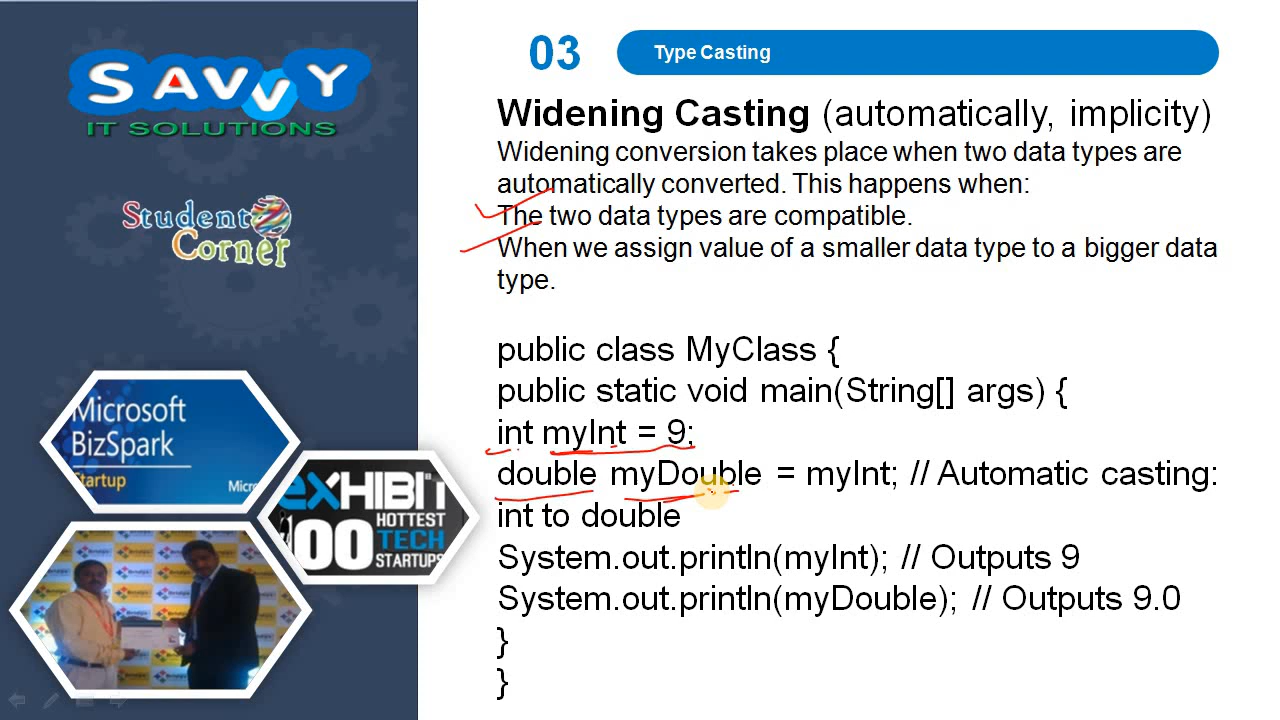 SAVVY
IT SOLUTIONS
Student
Corner
Microsoft
BizSpark
Startup
Micros
EXHIBIT
100
HOTTEST
TECH
STARTUPS
03
Type Casting
Widening Casting (automatically, implicity)
Widening conversion takes place when two data types are
automatically converted. This happens when:
The two data types are compatible.
When we assign value of a smaller data type to a bigger data
type.
public class MyClass {
public static void main(String[] args) {
int myInt = 9;
double myDouble = myInt; // Automatic casting:
int to double
System.out.println(myInt); // Outputs 9
System.out.println(myDouble); // Outputs 9.0
}
}